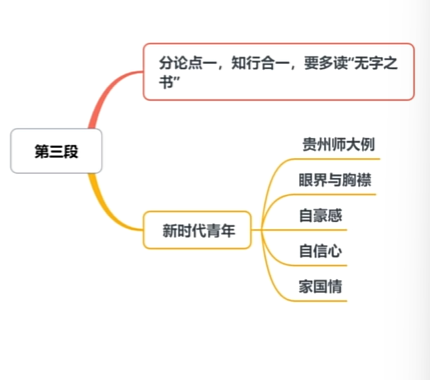 分论点一，知行合一，要多读“无字之
书”
第三段
新时代青年
贵州师大例
眼界与胸襟
自豪感
自信心
家国情